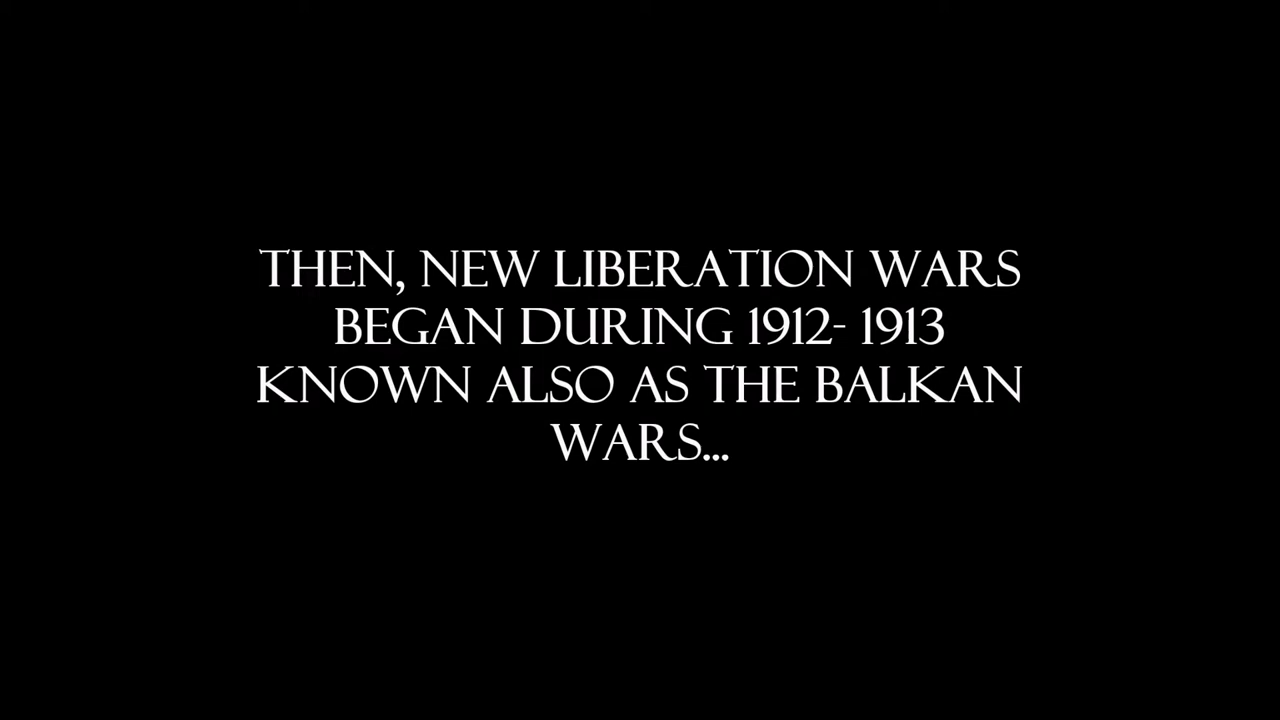 THEN, NEW LIBERATION WARS
BEGAN DURING 1912- 1913
KNOWN ALSO AS THE BALKAN
WARS...